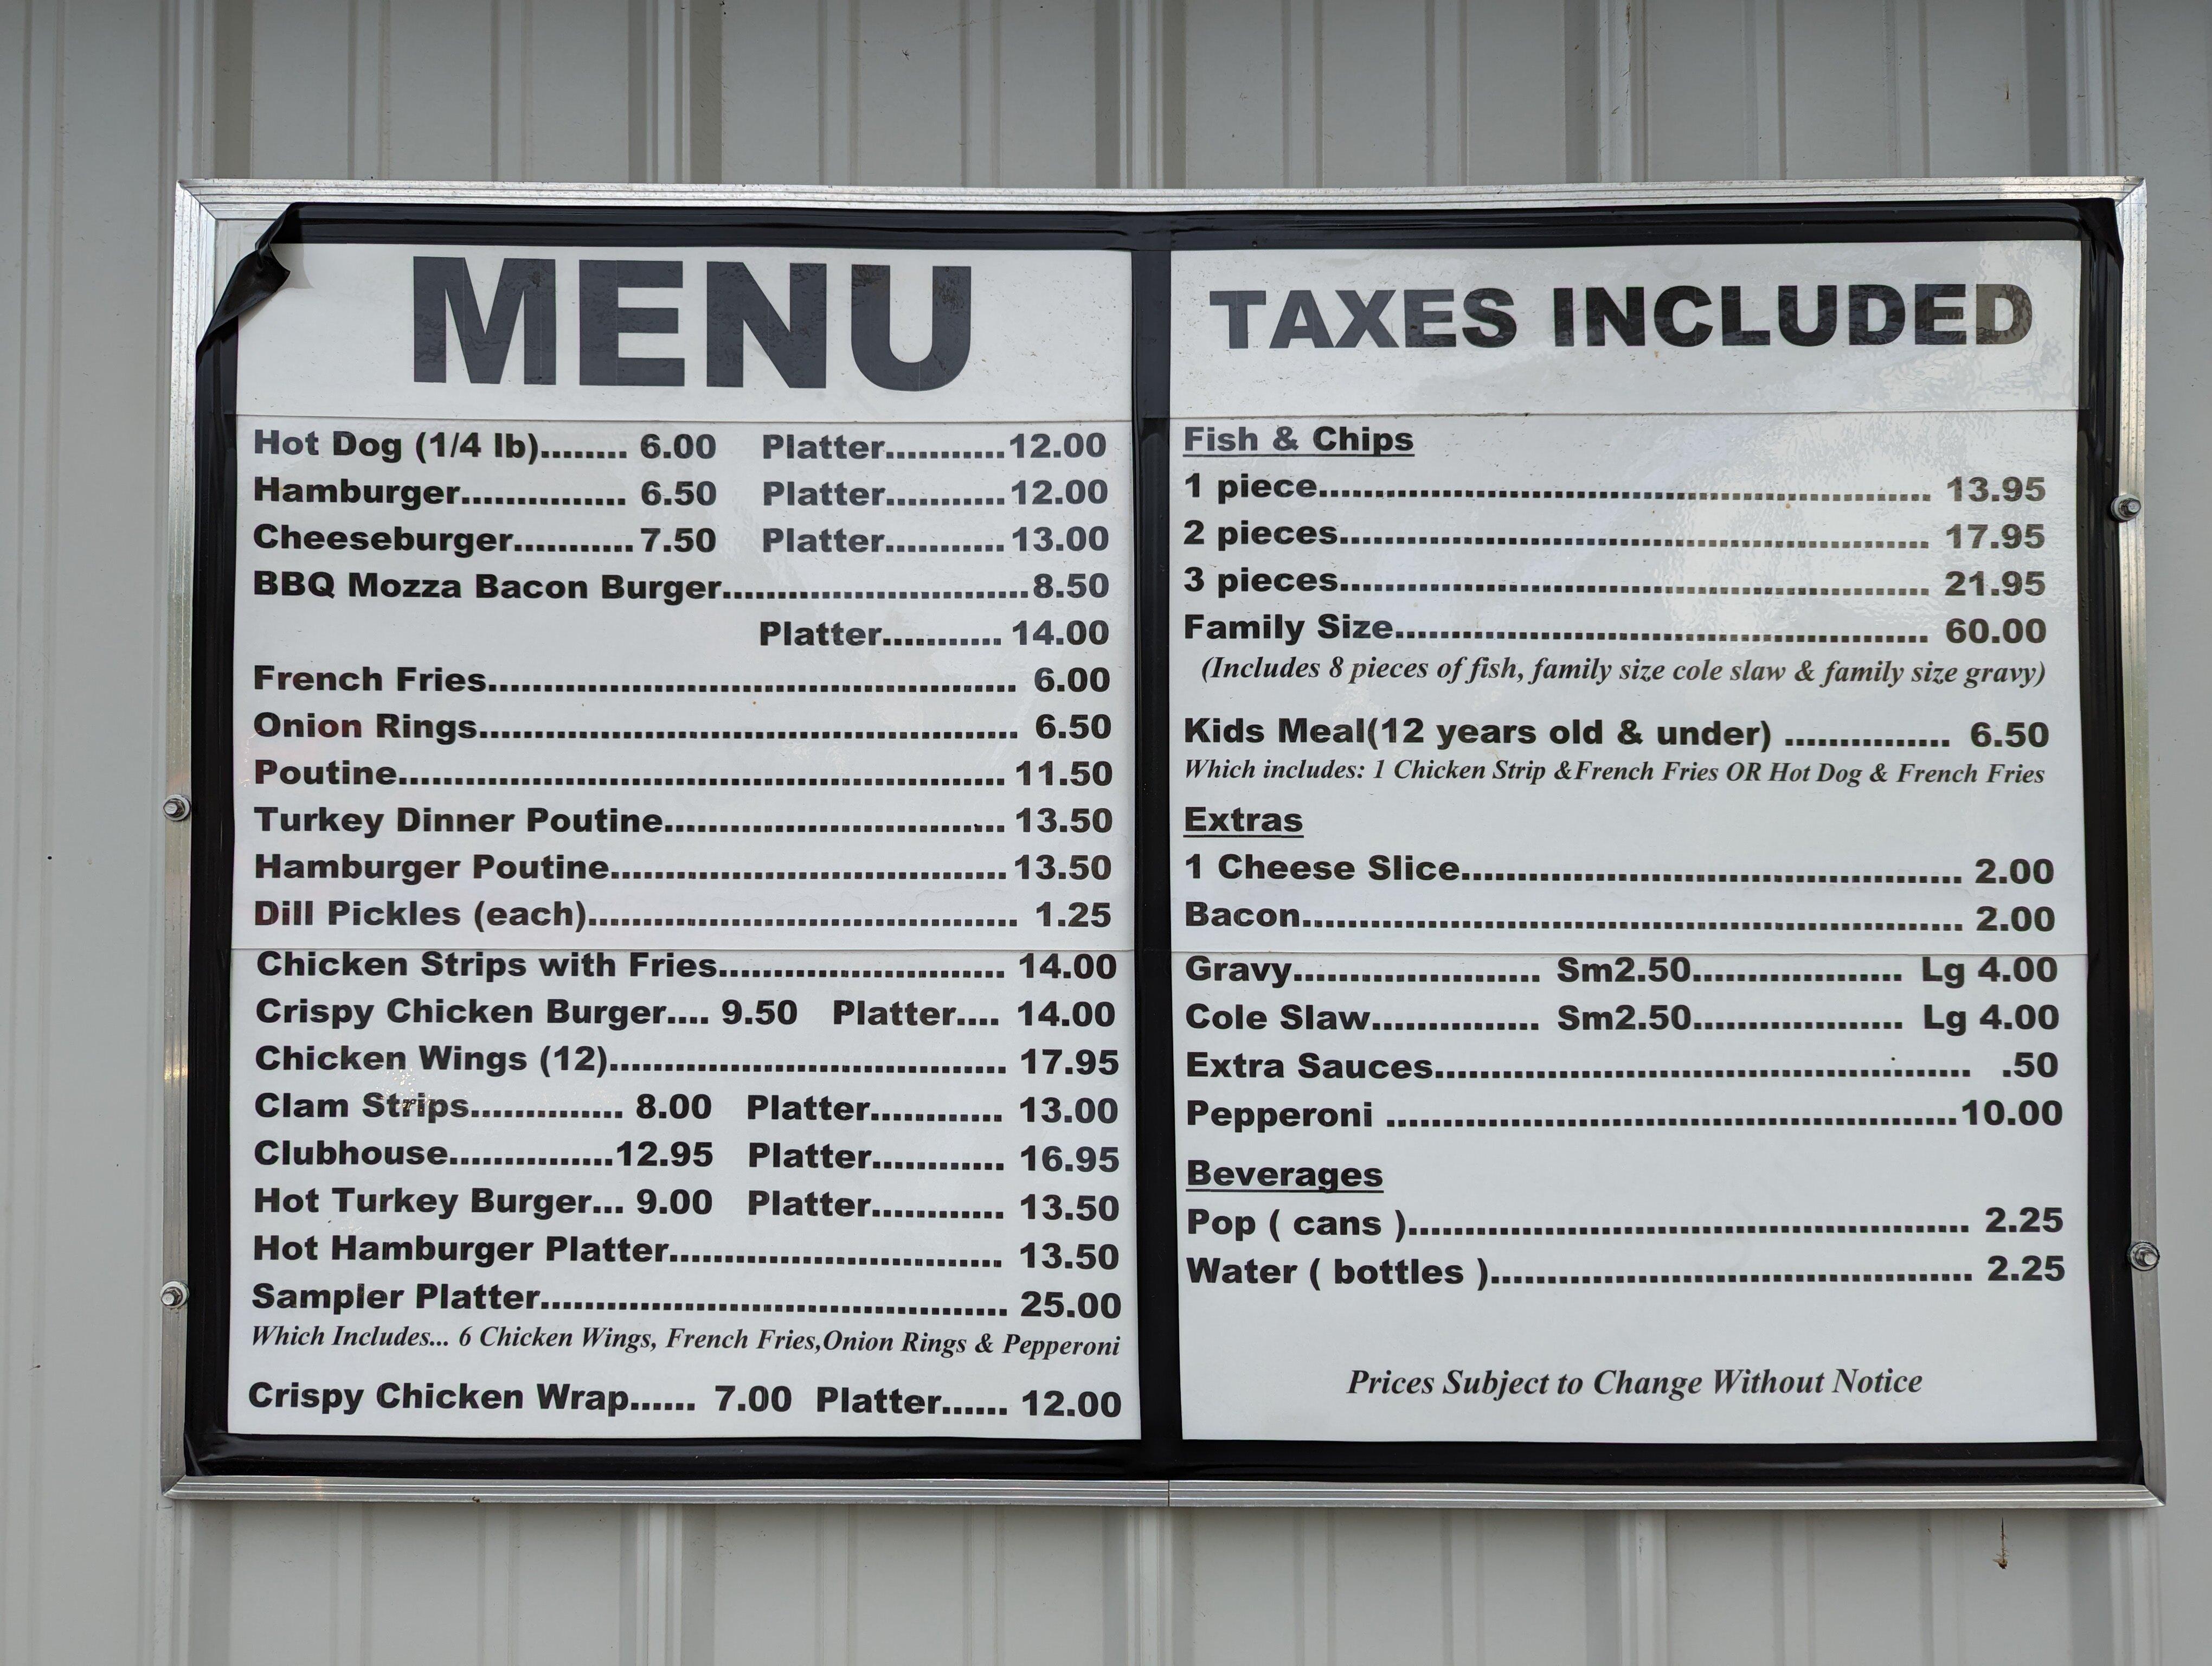 MENU
Hot Dog (1/4 lb)........ 6.00 Platter...........12.00
Hamburger............... 6.50 Platter...........12.00
Cheeseburger...........7.50 Platter...........13.00
BBQ Mozza Bacon Burger............................8.50
Platter........... 14.00
French Fries................................................. 6.00
Onion Rings.................................................. 6.50
Poutine........................................................ 11.50
Turkey Dinner Poutine................................ 13.50
Hamburger Poutine.....................................13.50
Dill Pickles (each)........................................ 1.25
Chicken Strips with Fries........................... 14.00
Crispy Chicken Burger.... 9.50 Platter.... 14.00
Chicken Wings (12)..................................... 17.95
Clam Strips.............. 8.00 Platter............ 13.00
Clubhouse...............12.95 Platter............ 16.95
Hot Turkey Burger... 9.00 Platter............ 13.50
Hot Hamburger Platter............................... 13.50
Sampler Platter........................................... 25.00
Which Includes... 6 Chicken Wings, French Fries,Onion Rings & Pepperoni
Crispy Chicken Wrap...... 7.00 Platter...... 12.00
TAXES INCLUDED
Fish & Chips
1 piece......................................................... 13.95
2 pieces....................................................... 17.95
3 pieces....................................................... 21.95
Family Size.................................................. 60.00
(Includes 8 pieces of fish, family size cole slaw & family size gravy)
Kids Meal(12 years old & under) ............... 6.50
Which includes: 1 Chicken Strip &French Fries OR Hot Dog & French Fries
Extras
1 Cheese Slice.............................................. 2.00
Bacon............................................................. 2.00
Gravy....................... Sm2.50................... Lg 4.00
Cole Slaw............... Sm2.50................... Lg 4.00
Extra Sauces.................................................. .50
Pepperoni .....................................................10.00
Beverages
Pop ( cans ).................................................... 2.25
Water ( bottles )............................................. 2.25
Prices Subject to Change Without Notice